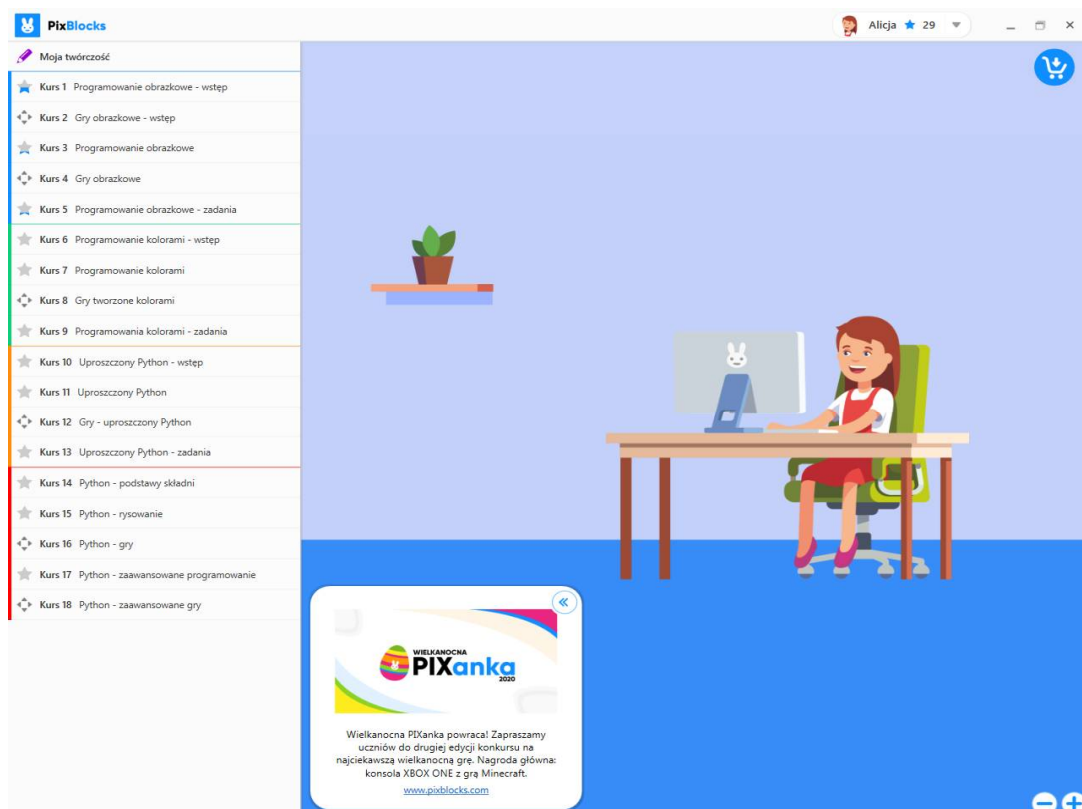 PixBlocks
Alicja 29
Moja twórczość
Kurs 1 Programowanie obrazkowe - wstęp
Kurs 2 Gry obrazkowe - wstęp
Kurs 3 Programowanie obrazkowe
Kurs 4 Gry obrazkowe
Kurs 5 Programowanie obrazkowe - zadania
Kurs 6 Programowanie kolorami - wstęp
Kurs 7 Programowanie kolorami
Kurs 8 Gry tworzone kolorami
Kurs 9 Programowania kolorami - zadania
Kurs 10 Uproszczony Python - wstęp
Kurs 11 Uproszczony Python
Kurs 12 Gry - uproszczony Python
Kurs 13 Uproszczony Python - zadania
Kurs 14 Python - podstawy składni
Kurs 15 Python - rysowanie
Kurs 16 Python - gry
Kurs 17 Python - zaawansowane programowanie
Kurs 18 Python - zaawansowane gry
WIELKANOCNA
PIXanka
2020
Wielkanocna PIXanka powraca! Zapraszamy
uczniów do drugiej edycji konkursu na
najciekawszą wielkanocną grę. Nagroda główna:
konsola XBOX ONE z grą Minecraft.
www.pixblocks.com